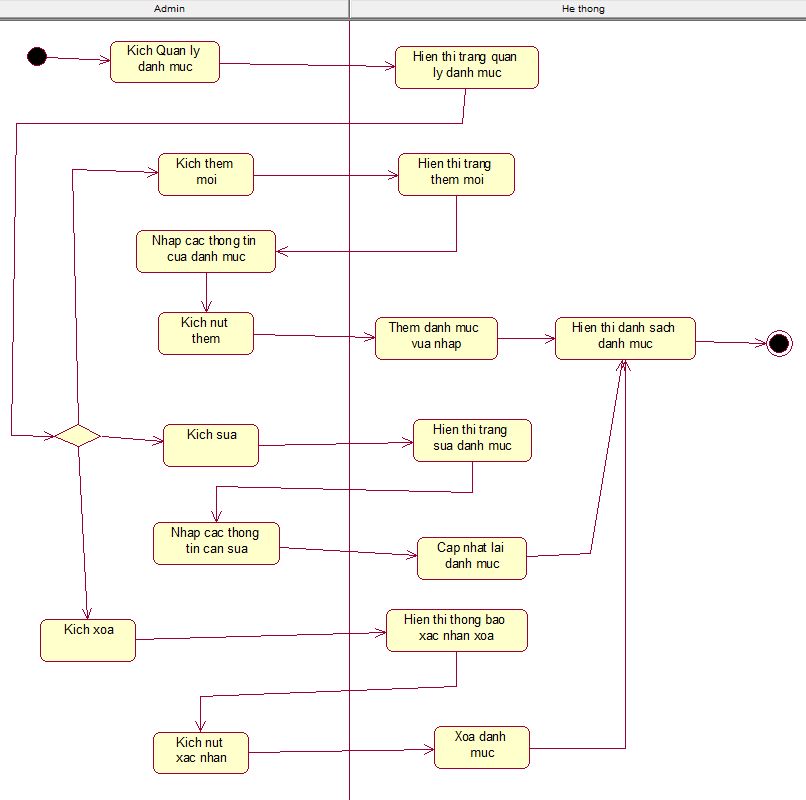 Admin
He thong
Kich Quan ly
danh muc
Hien thi trang quan
ly danh muc
Kich them
moi
Hien thi trang
them moi
Nhap cac thong tin
cua danh muc
Kich nut
them
Them danh muc
vua nhap
Hien thi danh sach
danh muc
Kich sua
Hien thi trang
sua danh muc
Nhap cac thong
tin can sua
Cap nhat lai
danh muc
Kich xoa
Hien thi thong bao
xac nhan xoa
Kich nut
xac nhan
Xoa danh
muc